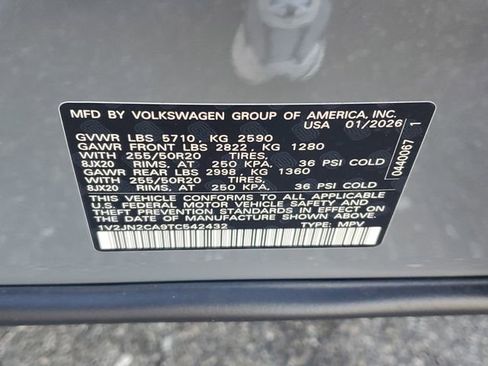 MFD BY VOLKSWAGEN GROUP OF AMERICA, INC.
USA 01/2026
GVWR LBS 5710, KG 2590
GAWR FRONT LBS 2822, KG 1280
WITH 255/50R20 TIRES,
8JX20 RIMS, AT 250 KPA, 36 PSI COLD
GAWR REAR LBS 2998, KG 1360
WITH 255/50R20 TIRES,
8JX20 RIMS, AT 250 KPA, 36 PSI COLD
THIS VEHICLE CONFORMS TO ALL APPLICABLE
U.S. FEDERAL MOTOR VEHICLE SAFETY AND
THEFT PREVENTION STANDARDS IN EFFECT ON
THE DATE OF MANUFACTURE SHOWN ABOVE.
1V2JN2CA9TC542432 TYPE: MPV
0440067 1